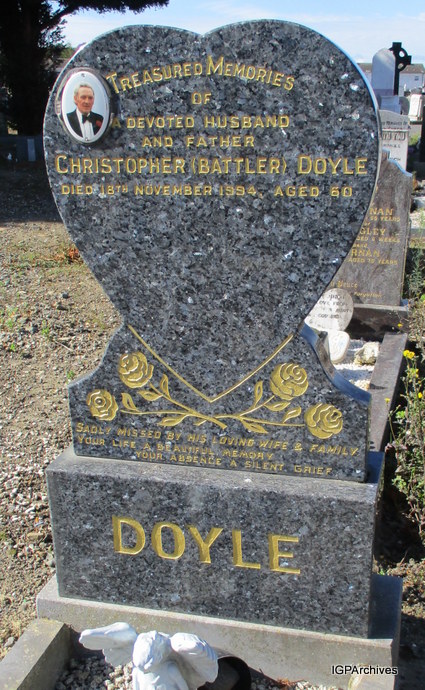 TREASURED MEMORIES
OF
A DEVOTED HUSBAND
AND FATHER
CHRISTOPHER (BATTLER) DOYLE
DIED 18TH NOVEMBER 1994. AGED 60
SADLY MISSED BY HIS LOVING WIFE & FAMILY
YOUR LIFE A BEAUTIFUL MEMORY
YOUR ABSENCE A SILENT GRIEF
DOYLE
IGPArchives